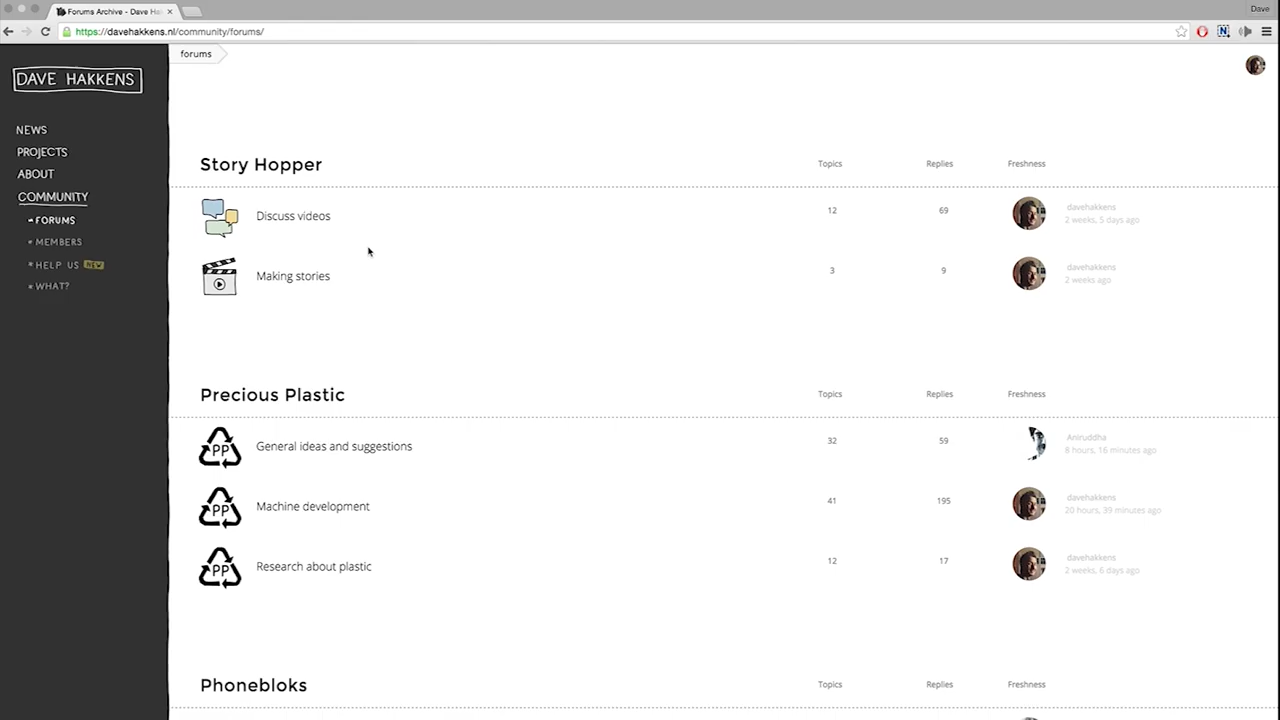 Forums Archive - Dave Ha
Dave
https://davehakkens.nl/community/forums/
forums
DAVE HAKKENS
NEWS
PROJECTS
ABOUT
COMMUNITY
FORUMS
MEMBERS
HELP US NEW
WHAT?
Story Hopper Topics Replies Freshness
Discuss videos 12 69 davehakkens
2 weeks, 5 days ago
Making stories 3 9 davehakkens
2 weeks ago
Precious Plastic Topics Replies Freshness
PP General ideas and suggestions 32 59 Aniruddha
8 hours, 16 minutes ago
PP Machine development 41 195 davehakkens
20 hours, 39 minutes ago
PP Research about plastic 12 17 davehakkens
2 weeks, 6 days ago
Phonebloks Topics Replies Freshness